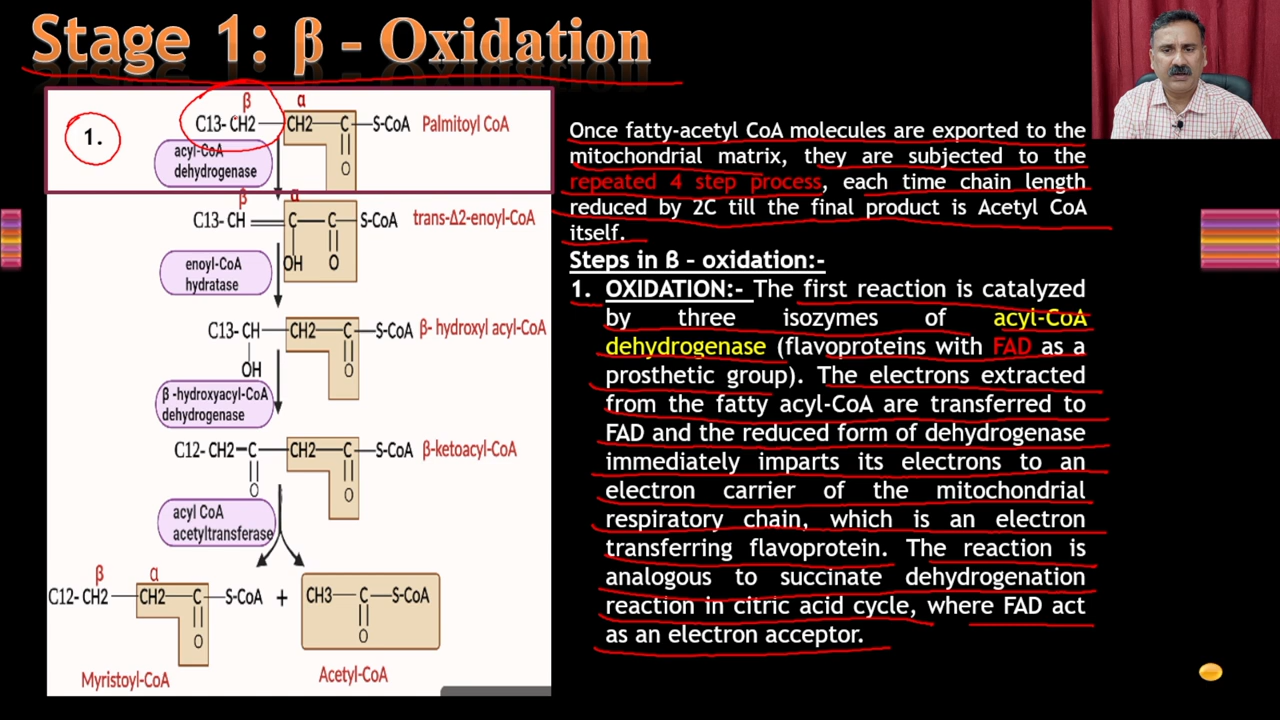 Stage 1: β - Oxidation
1.
β α
C13- CH2 CH2 C S-CoA Palmitoyl CoA
O
acyl-CoA
dehydrogenase
β α
C13- CH C C S-CoA trans-Δ2-enoyl-CoA
OH O
enoyl-CoA
hydratase
C13- CH CH2 C S-CoA β- hydroxyl acyl-CoA
OH O
β -hydroxyacyl-CoA
dehydrogenase
C12- CH2 C CH2 C S-CoA β-ketoacyl-CoA
O O
acyl CoA
acetyltransferase
β α
C12- CH2 CH2 C S-CoA + CH3 C S-CoA
O O
Myristoyl-CoA Acetyl-CoA
Once fatty-acetyl CoA molecules are exported to the
mitochondrial matrix, they are subjected to the
repeated 4 step process, each time chain length
reduced by 2C till the final product is Acetyl CoA
itself.
Steps in β - oxidation:-
1. OXIDATION:- The first reaction is catalyzed
by three isozymes of acyl-CoA
dehydrogenase (flavoproteins with FAD as a
prosthetic group). The electrons extracted
from the fatty acyl-CoA are transferred to
FAD and the reduced form of dehydrogenase
immediately imparts its electrons to an
electron carrier of the mitochondrial
respiratory chain, which is an electron
transferring flavoprotein. The reaction is
analogous to succinate dehydrogenation
reaction in citric acid cycle, where FAD act
as an electron acceptor.